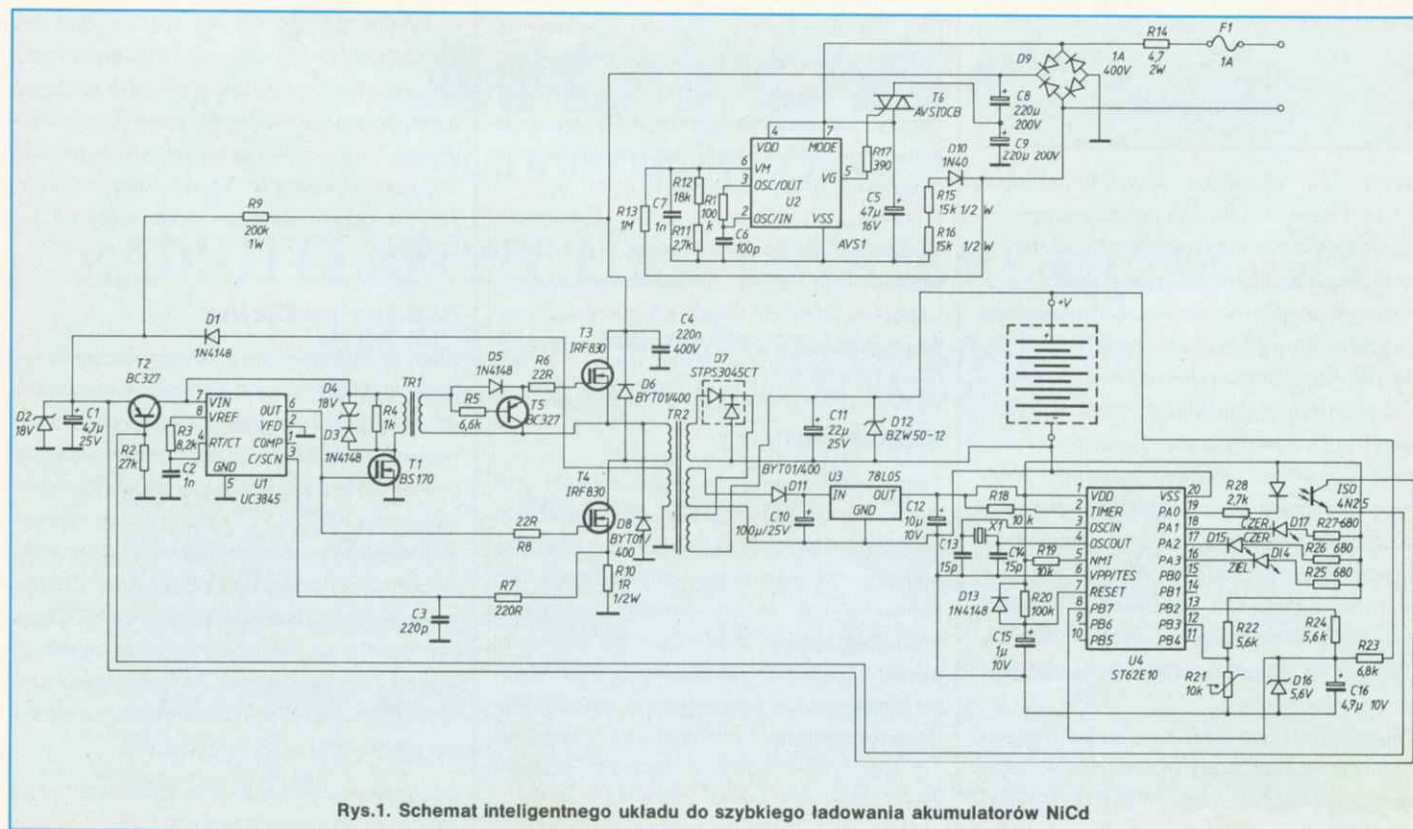 R14
4,7
2W
F1
1A
D9
1A
400V
T6
AVS10CB
C8
220µ
200V
C9
220µ 200V
D10
1N40
4
7
VDD
MODE
6
VM
3
OSC/OUT
VG
5
U2
2
OSC/IN
VSS
AVS1
R17
390
R12
18k
R1
100
k
C7
1n
R13
1M
R11
2,7k
C6
100p
C5
47µ
16V
R15
15k 1/2 W
R16
15k 1/2 W
R9
200k
1W
D1
1N4148
T2
BC327
D2
18V
C1
4,7µ
25V
R2
27k
R3
8,2k
C2
1n
VIN
8
VREF
4
RT/CT
GND
5
OUT
6
VFD
2
COMP
1
C/SCN
3
U1
UC3845
D4
18V
D3
1N4148
R4
1k
TR1
T1
BS170
D5
1N4148
R6
22R
R5
6,6k
T5
BC327
T3
IRF830
C4
220n
400V
D6
BYT01/400
D7
STPS3045CT
TR2
T4
IRF830
22R
R8
D8
BYT01/
400
R10
1R
1/2W
R7
220R
C3
220p
C11
22µ
25V
D12
BZW50-12
BYT01/400
D11
U3
78L05
IN
OUT
GND
C10
100µ/25V
C12
10µ
10V
R18
10 k
X1
C13
15p
C14
15p
R19
10k
D13
1N4148
R20
100k
C15
1µ
10V
+V
1
VDD
VSS
20
2
TIMER
PA0
19
3
OSCIN
PA1
18
4
OSCOUT
PA2
17
5
NMI
PA3
16
6
VPP/TES
PB0
15
7
RESET
PB1
14
8
PB7
PB2
13
9
PB6
PB3
12
10
PB5
PB4
11
U4
ST62E10
R28
2,7k
ISO
4N25
CZER
D17
R27-680
D15
CZER
R26 680
ZIEL
D14
R25 680
R22
5,6k
R24
5,6k
R23
6,8k
R21
10k
D16
5,6V
C16
4,7µ 10V
Rys.1. Schemat inteligentnego układu do szybkiego ładowania akumulatorów NiCd